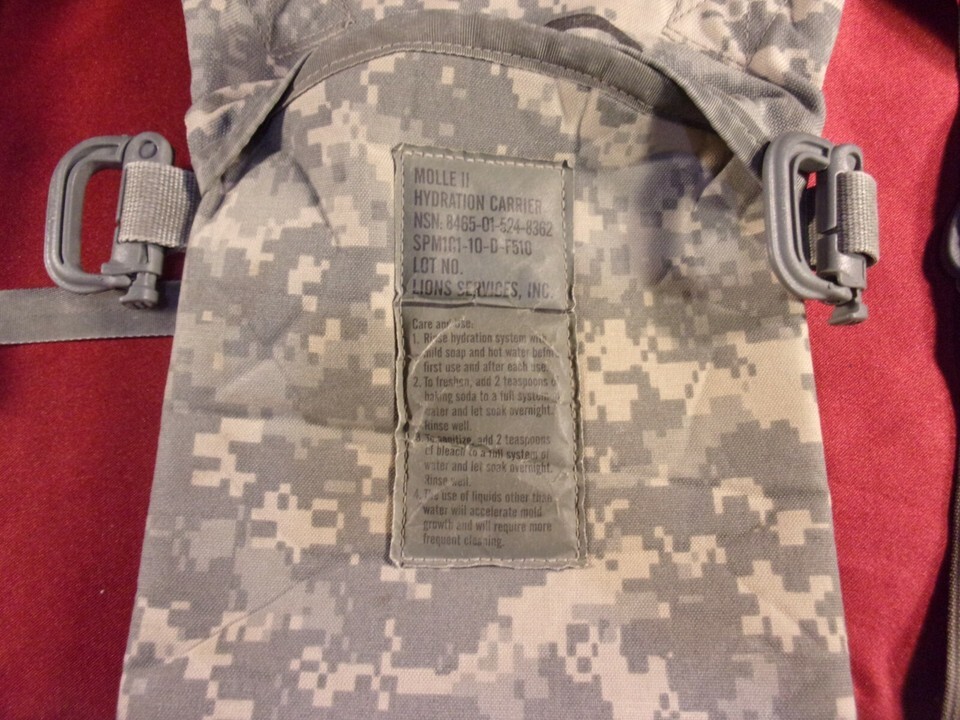 MOLLE II
HYDRATION CARRIER
NSN: 8465-01-524-8362
SPM1C1-10-D-F510
LOT NO.
LIONS SERVICES, INC.
Care and Use:
1. Rinse hydration system with
mild soap and hot water before
first use and after each use.
2. To freshen, add 2 teaspoons of
baking soda to a full system of
water and let soak overnight.
Rinse well.
3. To sanitize, add 2 teaspoons
of bleach to a full system of
water and let soak overnight.
Rinse well.
4. The use of liquids other than
water will accelerate mold
growth and will require more
frequent cleaning.